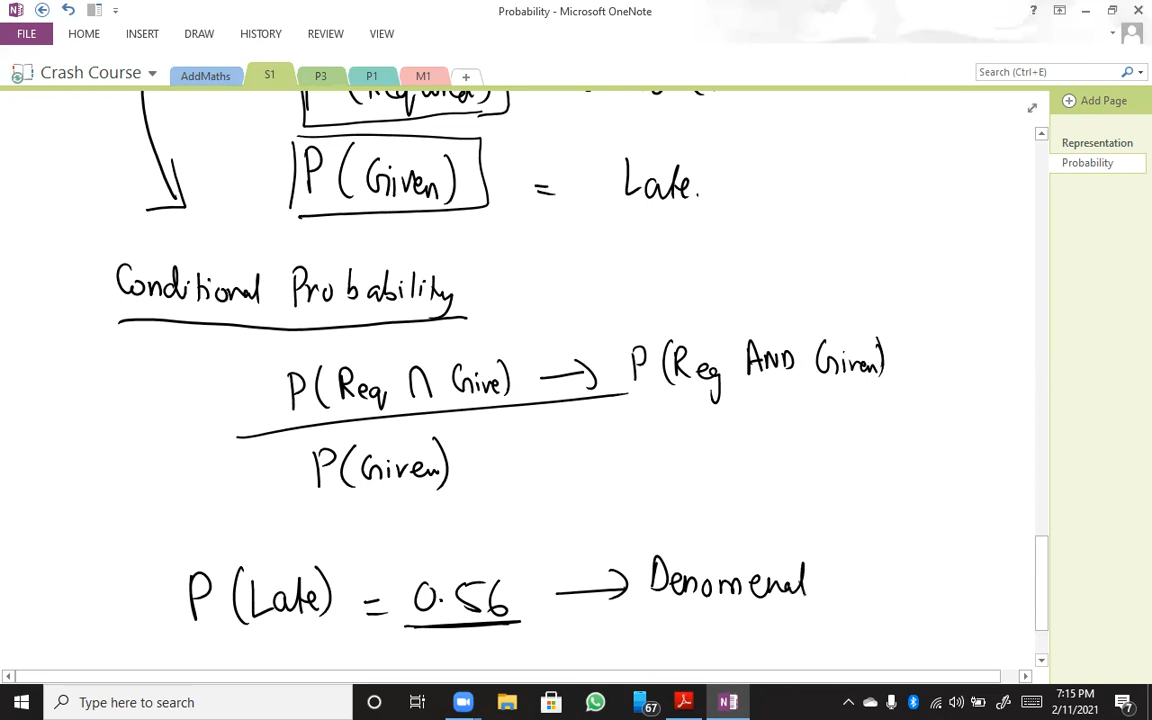 Probability - Microsoft OneNote
FILE HOME INSERT DRAW HISTORY REVIEW VIEW
Crash Course AddMaths S1 P3 P1 M1 Search (Ctrl+E)
Add Page
Representation
Probability
P (Given) = Late.
Conditional Probability
P(Req ∩ Give) → P(Req AND Given)
P(Given)
P (Late) = 0.56 → Denomenal
Type here to search
67
7:15 PM
2/11/2021
7